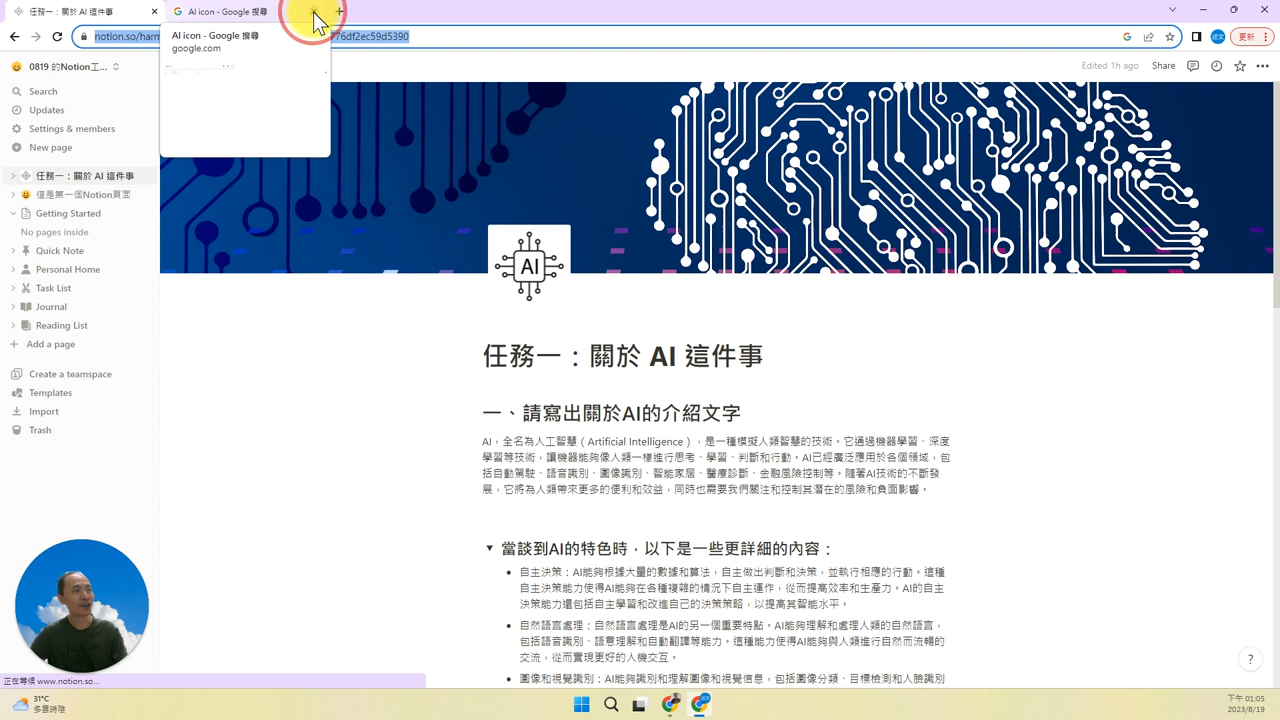 任務一：關於 AI 這件事
AI icon - Google 搜尋
notion.so/harm
776df2ec59d5390
更新
AI icon - Google 搜尋
google.com
0819 的Notion工...
Edited 1h ago
Share
Search
Updates
Settings & members
New page
任務一：關於 AI 這件事
這是第一個Notion頁面
Getting Started
No pages inside
Quick Note
Personal Home
Task List
Journal
Reading List
Add a page
Create a teamspace
Templates
Import
Trash
AI
任務一：關於 AI 這件事
一、請寫出關於AI的介紹文字
AI，全名為人工智慧（Artificial Intelligence），是一種模擬人類智慧的技術。它通過機器學習、深度
學習等技術，讓機器能夠像人類一樣進行思考、學習、判斷和行動。AI已經廣泛應用於各個領域，包
括自動駕駛、語音識別、圖像識別、智能家居、醫療診斷、金融風險控制等。隨著AI技術的不斷發
展，它將為人類帶來更多的便利和效益，同時也需要我們關注和控制其潛在的風險和負面影響。
當談到AI的特色時，以下是一些更詳細的內容：
自主決策：AI能夠根據大量的數據和算法，自主做出判斷和決策，並執行相應的行動。這種
自主決策能力使得AI能夠在各種複雜的情況下自主運作，從而提高效率和生產力。AI的自主
決策能力還包括自主學習和改進自己的決策策略，以提高其智能水平。
自然語言處理：自然語言處理是AI的另一個重要特點。AI能夠理解和處理人類的自然語言，
包括語音識別、語意理解和自動翻譯等能力。這種能力使得AI能夠與人類進行自然而流暢的
交流，從而實現更好的人機交互。
圖像和視覺識別：AI能夠識別和理解圖像和視覺信息，包括圖像分類、目標檢測和人臉識別
正在等候 www.notion.so...
31°C
多雲時陰
下午 01:05
2023/8/19